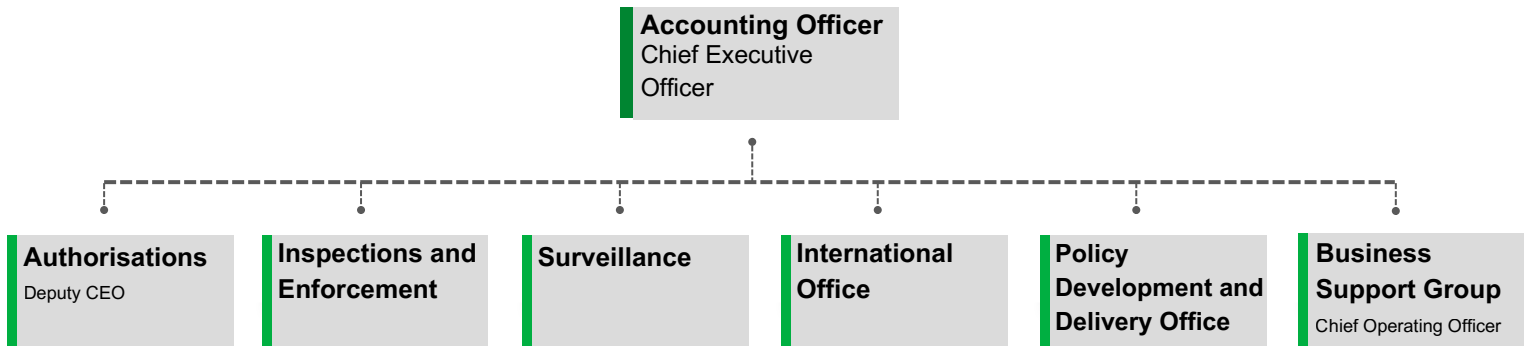 Accounting Officer
Chief Executive
Officer
Authorisations
Deputy CEO
Inspections and
Enforcement
Surveillance
International
Office
Policy
Development and
Delivery Office
Business
Support Group
Chief Operating Officer